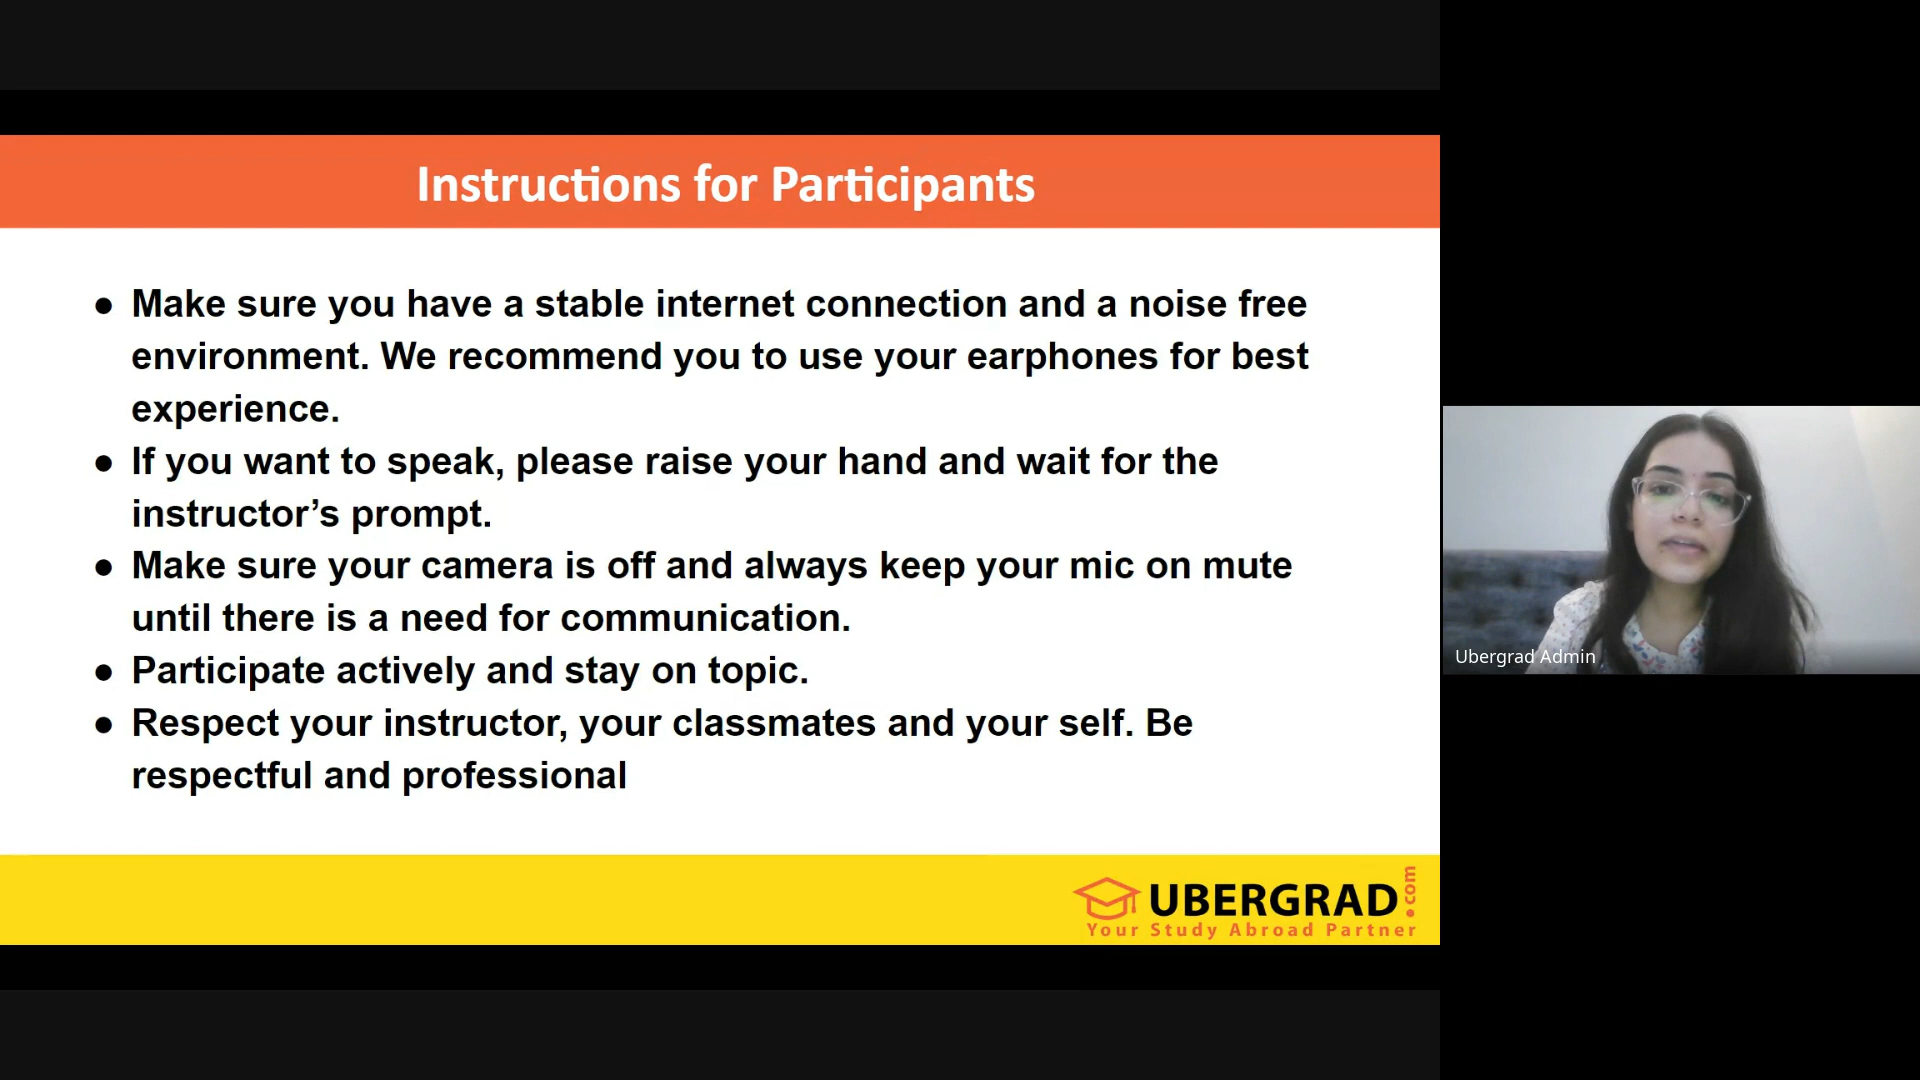 Instructions for Participants
● Make sure you have a stable internet connection and a noise free
environment. We recommend you to use your earphones for best
experience.
● If you want to speak, please raise your hand and wait for the
instructor’s prompt.
● Make sure your camera is off and always keep your mic on mute
until there is a need for communication.
● Participate actively and stay on topic.
● Respect your instructor, your classmates and your self. Be
respectful and professional
Ubergrad Admin
UBERGRAD.com
Your Study Abroad Partner